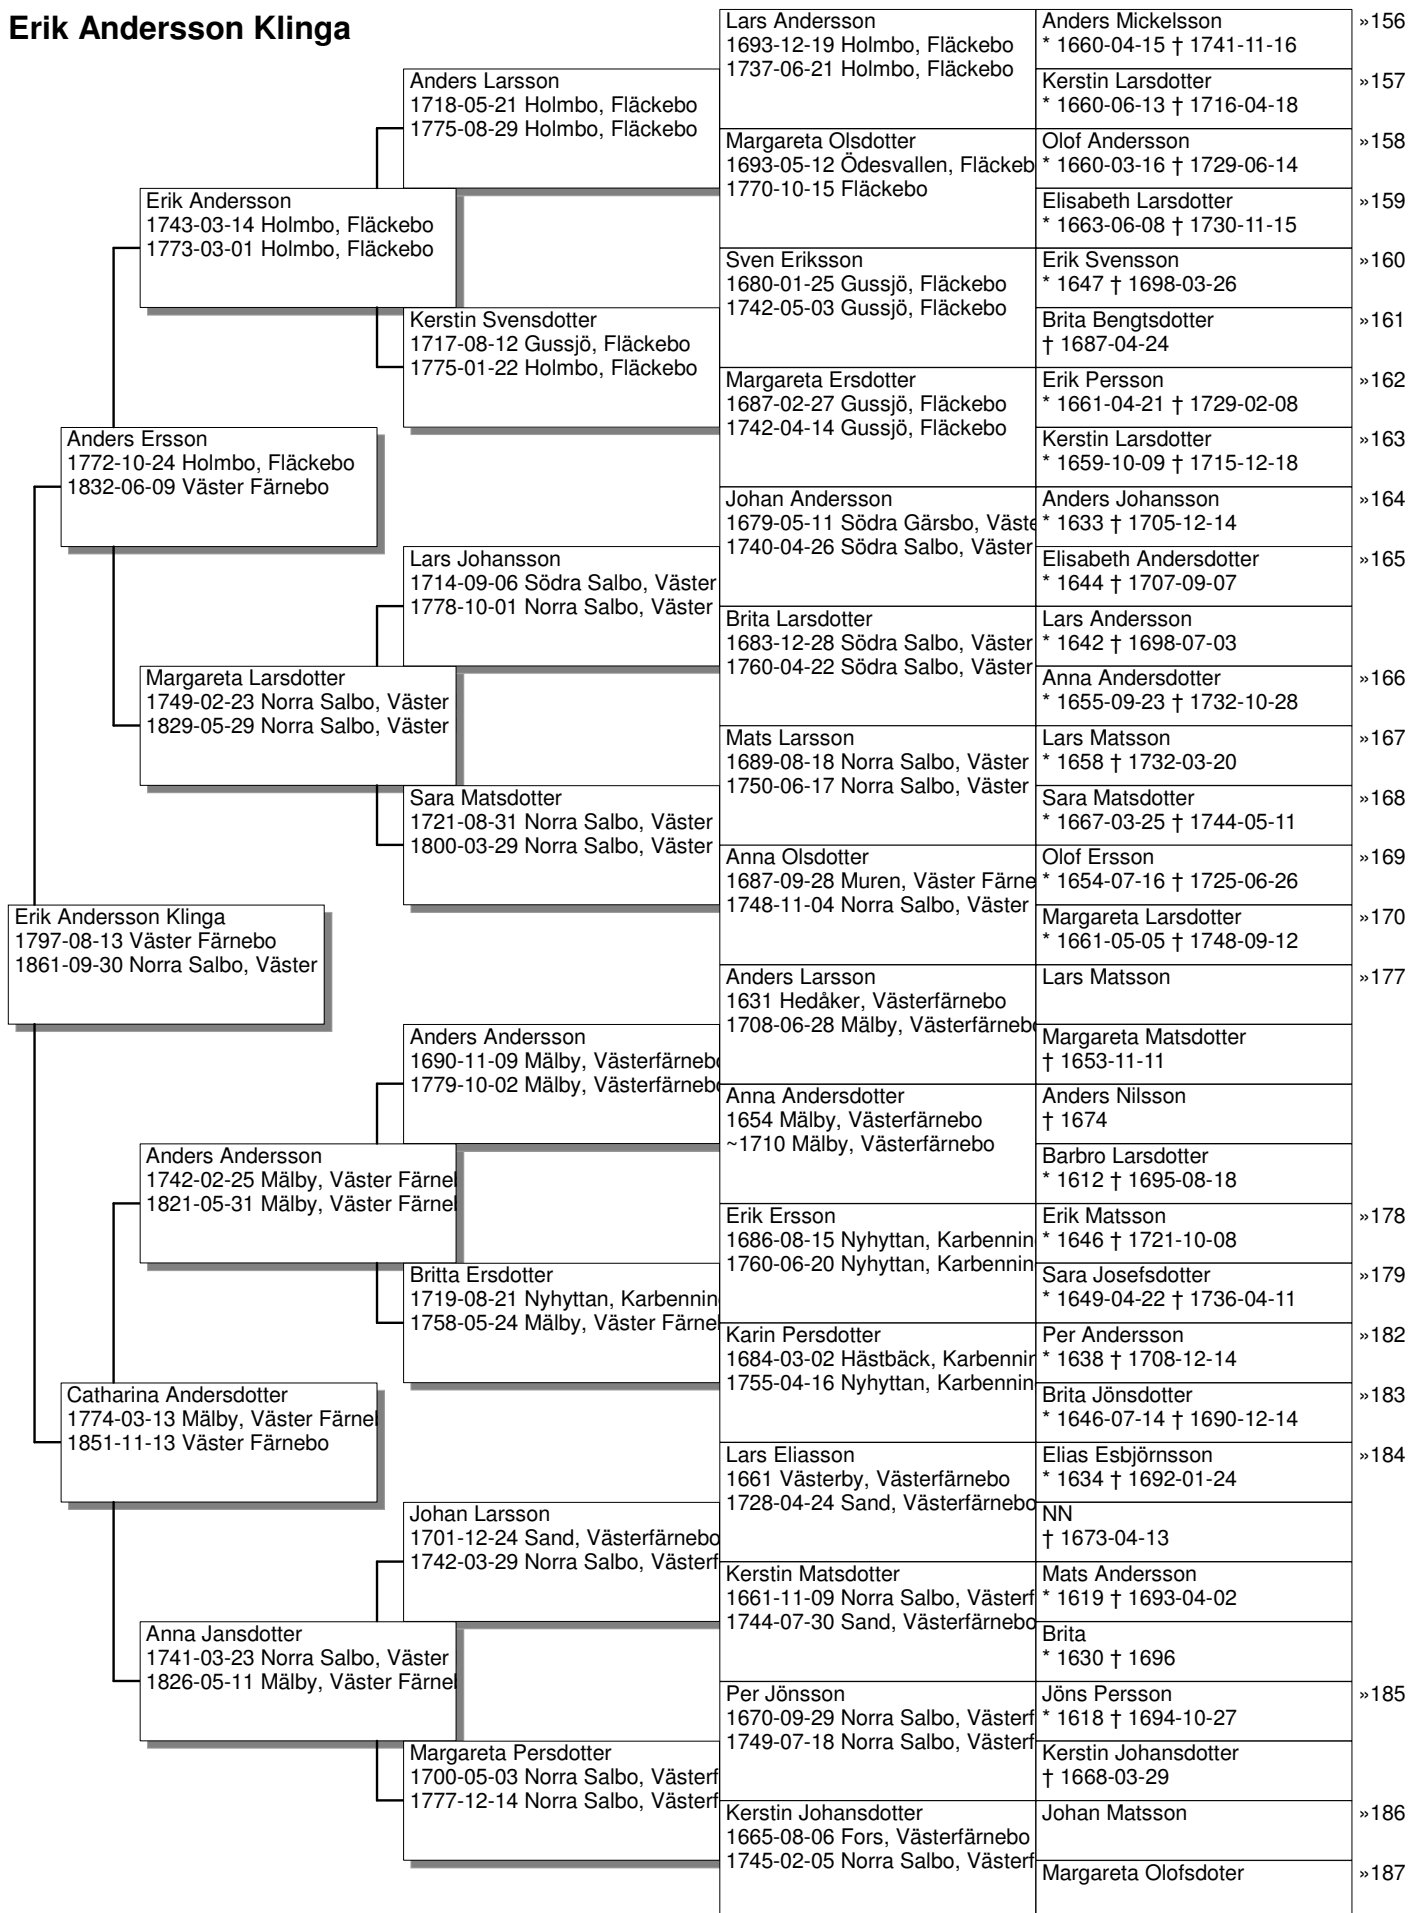 Erik Andersson Klinga
Erik Andersson Klinga
1797-08-13 Väster Färnebo
1861-09-30 Norra Salbo, Väster
Anders Ersson
1772-10-24 Holmbo, Fläckebo
1832-06-09 Väster Färnebo
Catharina Andersdotter
1774-03-13 Mälby, Väster Färnel
1851-11-13 Väster Färnebo
Erik Andersson
1743-03-14 Holmbo, Fläckebo
1773-03-01 Holmbo, Fläckebo
Margareta Larsdotter
1749-02-23 Norra Salbo, Väster
1829-05-29 Norra Salbo, Väster
Anders Andersson
1742-02-25 Mälby, Väster Färnel
1821-05-31 Mälby, Väster Färnel
Anna Jansdotter
1741-03-23 Norra Salbo, Väster
1826-05-11 Mälby, Väster Färnel
Anders Larsson
1718-05-21 Holmbo, Fläckebo
1775-08-29 Holmbo, Fläckebo
Kerstin Svensdotter
1717-08-12 Gussjö, Fläckebo
1775-01-22 Holmbo, Fläckebo
Lars Johansson
1714-09-06 Södra Salbo, Väster
1778-10-01 Norra Salbo, Väster
Sara Matsdotter
1721-08-31 Norra Salbo, Väster
1800-03-29 Norra Salbo, Väster
Anders Andersson
1690-11-09 Mälby, Västerfärnebo
1779-10-02 Mälby, Västerfärnebo
Britta Ersdotter
1719-08-21 Nyhyttan, Karbennin
1758-05-24 Mälby, Väster Färnel
Johan Larsson
1701-12-24 Sand, Västerfärnebo
1742-03-29 Norra Salbo, Västerf
Margareta Persdotter
1700-05-03 Norra Salbo, Västerf
1777-12-14 Norra Salbo, Västerf
Lars Andersson
1693-12-19 Holmbo, Fläckebo
1737-06-21 Holmbo, Fläckebo
Margareta Olsdotter
1693-05-12 Ödesvallen, Fläckeb
1770-10-15 Fläckebo
Sven Eriksson
1680-01-25 Gussjö, Fläckebo
1742-05-03 Gussjö, Fläckebo
Margareta Ersdotter
1687-02-27 Gussjö, Fläckebo
1742-04-14 Gussjö, Fläckebo
Johan Andersson
1679-05-11 Södra Gärsbo, Väste
1740-04-26 Södra Salbo, Väster
Brita Larsdotter
1683-12-28 Södra Salbo, Väster
1760-04-22 Södra Salbo, Väster
Mats Larsson
1689-08-18 Norra Salbo, Väster
1750-06-17 Norra Salbo, Väster
Anna Olsdotter
1687-09-28 Muren, Väster Färne
1748-11-04 Norra Salbo, Väster
Anders Larsson
1631 Hedåker, Västerfärnebo
1708-06-28 Mälby, Västerfärnebo
Anna Andersdotter
1654 Mälby, Västerfärnebo
~1710 Mälby, Västerfärnebo
Erik Ersson
1686-08-15 Nyhyttan, Karbennin
1760-06-20 Nyhyttan, Karbennin
Karin Persdotter
1684-03-02 Hästbäck, Karbennin
1755-04-16 Nyhyttan, Karbennin
Lars Eliasson
1661 Västerby, Västerfärnebo
1728-04-24 Sand, Västerfärnebo
Kerstin Matsdotter
1661-11-09 Norra Salbo, Västerf
1744-07-30 Sand, Västerfärnebo
Per Jönsson
1670-09-29 Norra Salbo, Västerf
1749-07-18 Norra Salbo, Västerf
Kerstin Johansdotter
1665-08-06 Fors, Västerfärnebo
1745-02-05 Norra Salbo, Västerf
Anders Mickelsson »156
* 1660-04-15 † 1741-11-16
Kerstin Larsdotter »157
* 1660-06-13 † 1716-04-18
Olof Andersson »158
* 1660-03-16 † 1729-06-14
Elisabeth Larsdotter »159
* 1663-06-08 † 1730-11-15
Erik Svensson »160
* 1647 † 1698-03-26
Brita Bengtsdotter »161
† 1687-04-24
Erik Persson »162
* 1661-04-21 † 1729-02-08
Kerstin Larsdotter »163
* 1659-10-09 † 1715-12-18
Anders Johansson »164
* 1633 † 1705-12-14
Elisabeth Andersdotter »165
* 1644 † 1707-09-07
Lars Andersson
* 1642 † 1698-07-03
Anna Andersdotter »166
* 1655-09-23 † 1732-10-28
Lars Matsson »167
* 1658 † 1732-03-20
Sara Matsdotter »168
* 1667-03-25 † 1744-05-11
Olof Ersson »169
* 1654-07-16 † 1725-06-26
Margareta Larsdotter »170
* 1661-05-05 † 1748-09-12
Lars Matsson »177
Margareta Matsdotter
† 1653-11-11
Anders Nilsson
† 1674
Barbro Larsdotter
* 1612 † 1695-08-18
Erik Matsson »178
* 1646 † 1721-10-08
Sara Josefsdotter »179
* 1649-04-22 † 1736-04-11
Per Andersson »182
* 1638 † 1708-12-14
Brita Jönsdotter »183
* 1646-07-14 † 1690-12-14
Elias Esbjörnsson »184
* 1634 † 1692-01-24
NN
† 1673-04-13
Mats Andersson
* 1619 † 1693-04-02
Brita
* 1630 † 1696
Jöns Persson »185
* 1618 † 1694-10-27
Kerstin Johansdotter
† 1668-03-29
Johan Matsson »186
Margareta Olofsdoter »187